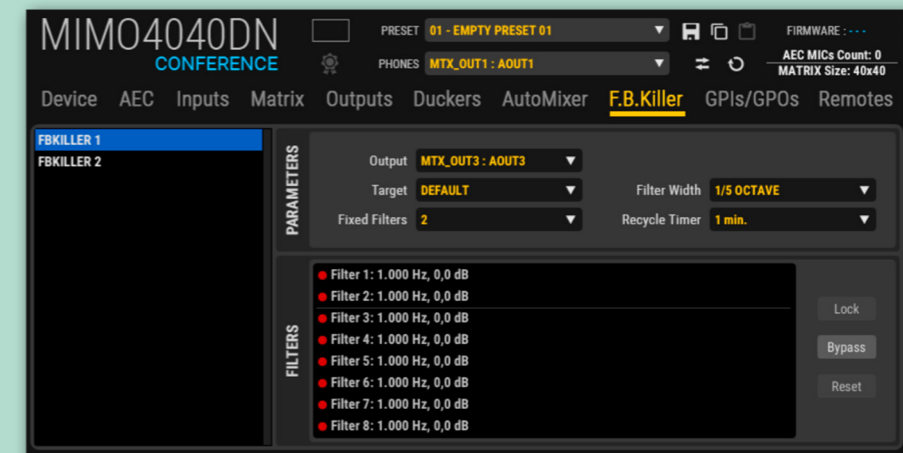 MIMO4040DN
CONFERENCE
PRESET 01 - EMPTY PRESET 01
PHONES MTX_OUT1 : AOUT1
FIRMWARE : ---
AEC MICs Count: 0
MATRIX Size: 40x40
Device AEC Inputs Matrix Outputs Duckers AutoMixer F.B.Killer GPIs/GPOs Remotes
FBKILLER 1
FBKILLER 2
PARAMETERS
Output MTX_OUT3 : AOUT3
Target DEFAULT Filter Width 1/5 OCTAVE
Fixed Filters 2 Recycle Timer 1 min.
FILTERS
Filter 1: 1.000 Hz, 0,0 dB
Filter 2: 1.000 Hz, 0,0 dB
Filter 3: 1.000 Hz, 0,0 dB
Filter 4: 1.000 Hz, 0,0 dB
Filter 5: 1.000 Hz, 0,0 dB
Filter 6: 1.000 Hz, 0,0 dB
Filter 7: 1.000 Hz, 0,0 dB
Filter 8: 1.000 Hz, 0,0 dB
Lock
Bypass
Reset